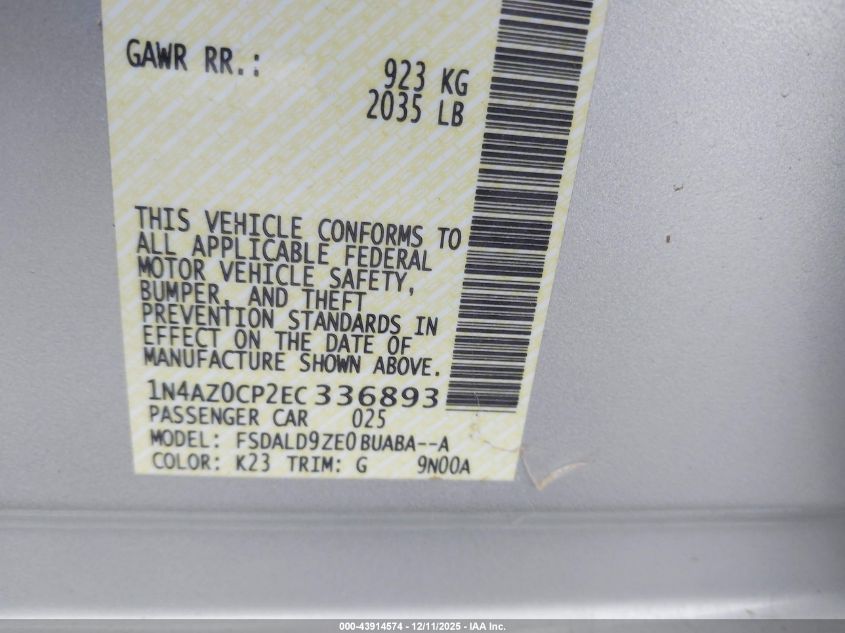 GAWR RR.: 923 KG
2035 LB
THIS VEHICLE CONFORMS TO
ALL APPLICABLE FEDERAL
MOTOR VEHICLE SAFETY,
BUMPER, AND THEFT
PREVENTION STANDARDS IN
EFFECT ON THE DATE OF
MANUFACTURE SHOWN ABOVE.
1N4AZ0CP2EC336893
PASSENGER CAR 025
MODEL: FSDALD9ZE0BUABA--A
COLOR: K23 TRIM: G 9N00A
000-43914574 - 12/11/2025 - IAA Inc.